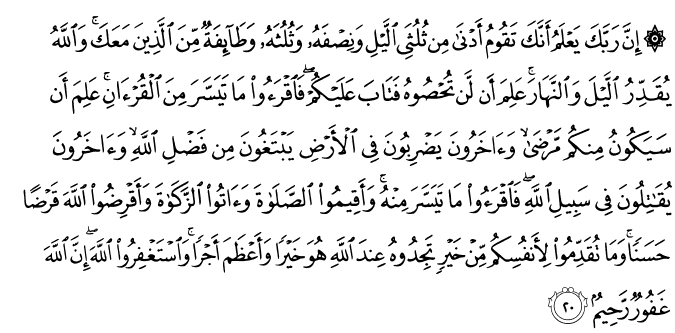 ۞ إِنَّ رَبَّكَ يَعۡلَمُ أَنَّكَ تَقُومُ أَدۡنَىٰ مِن ثُلُثَيِ ٱلَّيۡلِ وَنِصۡفَهُۥ وَثُلُثَهُۥ وَطَآئِفَةٞ مِّنَ ٱلَّذِينَ مَعَكَۚ وَٱللَّهُ
يُقَدِّرُ ٱلَّيۡلَ وَٱلنَّهَارَۚ عَلِمَ أَن لَّن تُحۡصُوهُ فَتَابَ عَلَيۡكُمۡۖ فَٱقۡرَءُواْ مَا تَيَسَّرَ مِنَ ٱلۡقُرۡءَانِۚ عَلِمَ أَن
سَيَكُونُ مِنكُم مَّرۡضَىٰ وَءَاخَرُونَ يَضۡرِبُونَ فِي ٱلۡأَرۡضِ يَبۡتَغُونَ مِن فَضۡلِ ٱللَّهِ وَءَاخَرُونَ
يُقَٰتِلُونَ فِي سَبِيلِ ٱللَّهِۖ فَٱقۡرَءُواْ مَا تَيَسَّرَ مِنۡهُۚ وَأَقِيمُواْ ٱلصَّلَوٰةَ وَءَاتُواْ ٱلزَّكَوٰةَ وَأَقۡرِضُواْ ٱللَّهَ قَرۡضًا
حَسَنٗاۚ وَمَا تُقَدِّمُواْ لِأَنفُسِكُم مِّنۡ خَيۡرٖ تَجِدُوهُ عِندَ ٱللَّهِ هُوَ خَيۡرٗا وَأَعۡظَمَ أَجۡرٗاۚ وَٱسۡتَغۡفِرُواْ ٱللَّهَۖ إِنَّ ٱللَّهَ
غَفُورٞ رَّحِيمُۢ ٢٠